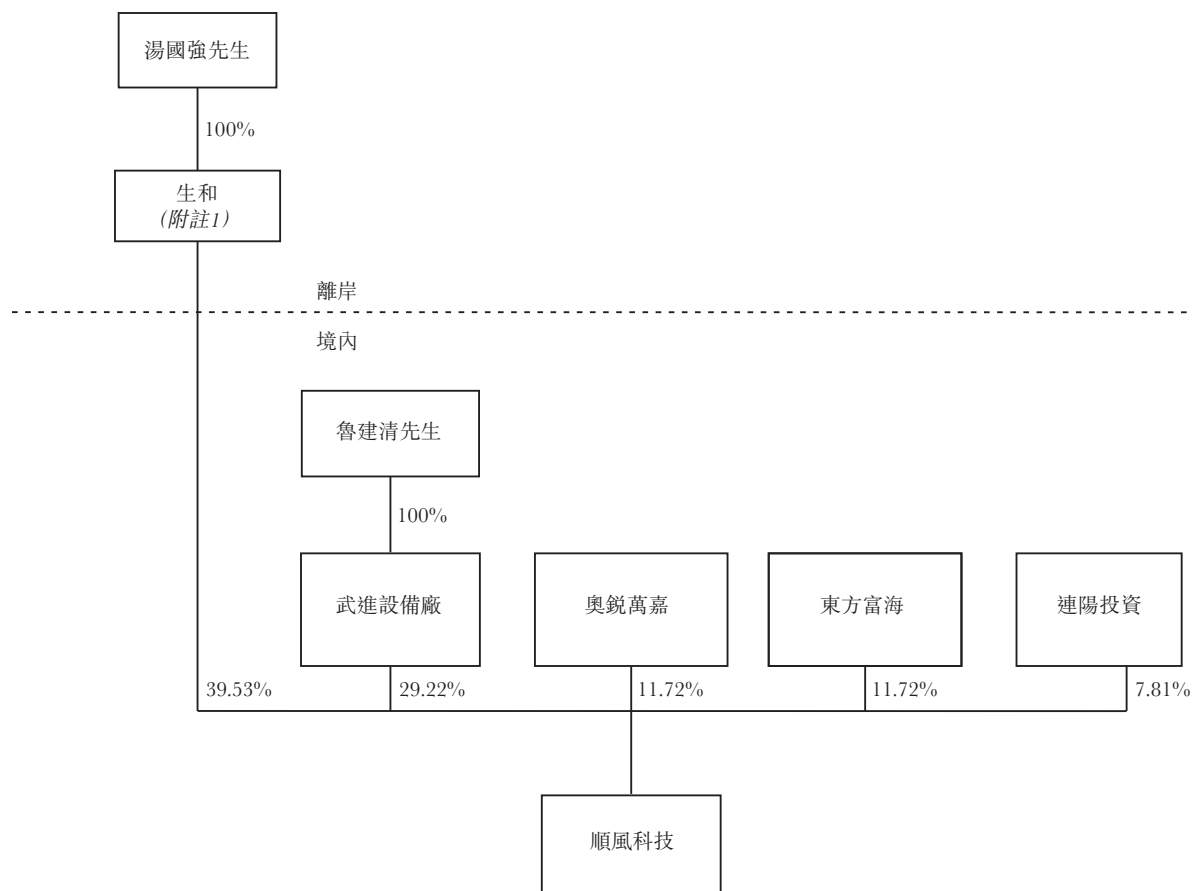 湯國強先生
100%
生和
(附註1)
離岸
境內
魯建清先生
100%
武進設備廠
奧銳萬嘉
東方富海
連陽投資
39.53%
29.22%
11.72%
11.72%
7.81%
順風科技